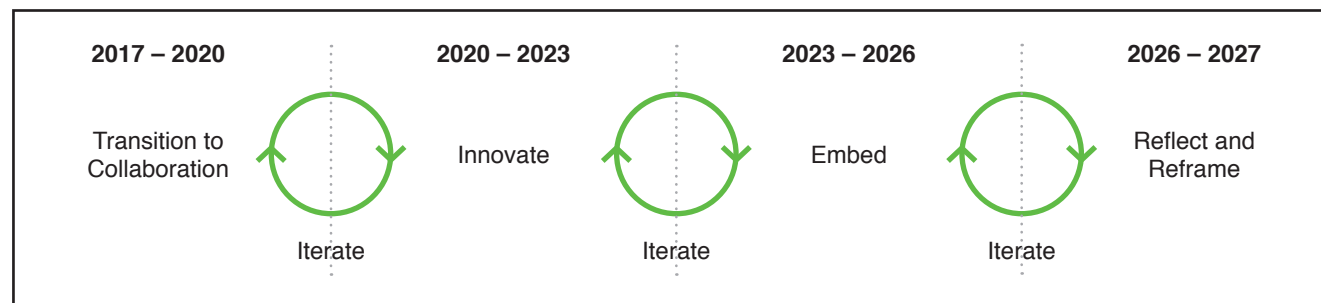 2017 – 2020
2020 – 2023
2023 – 2026
2026 – 2027
Transition to
Collaboration
Innovate
Embed
Reflect and
Reframe
Iterate
Iterate
Iterate